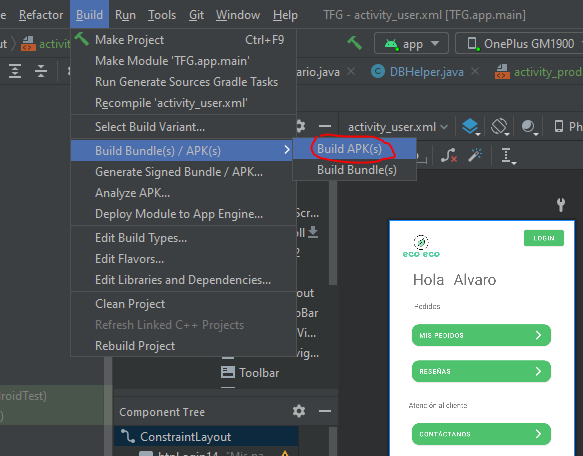 e Refactor Build Run Tools Git Window Help TFG - activity_user.xml [TFG.app.main]
ut activit app OnePlus GM1900
Make Project Ctrl+F9
Make Module 'TFG.app.main'
ario.java DBHelper.java activity_prod
Run Generate Sources Gradle Tasks
Recompile 'activity_user.xml'
Select Build Variant...
activity_user.xml Ph
Build Bundle(s) / APK(s)
Build APK(s)
Generate Signed Bundle / APK...
Build Bundle(s)
Analyze APK...
Deploy Module to App Engine...
Edit Build Types...
Edit Flavors...
Edit Libraries and Dependencies...
Clean Project
Refresh Linked C++ Projects
Rebuild Project
Scr...
oll
2
out
pBar
Vi...
vig...
Toolbar
droidTest)
)
Component Tree
ConstraintLayout
btnLogin14 "Mis pa
LOGIN
eco eco
Hola Alvaro
Pedidos
MIS PEDIDOS
RESEÑAS
Atención al cliente
CONTÁCTANOS